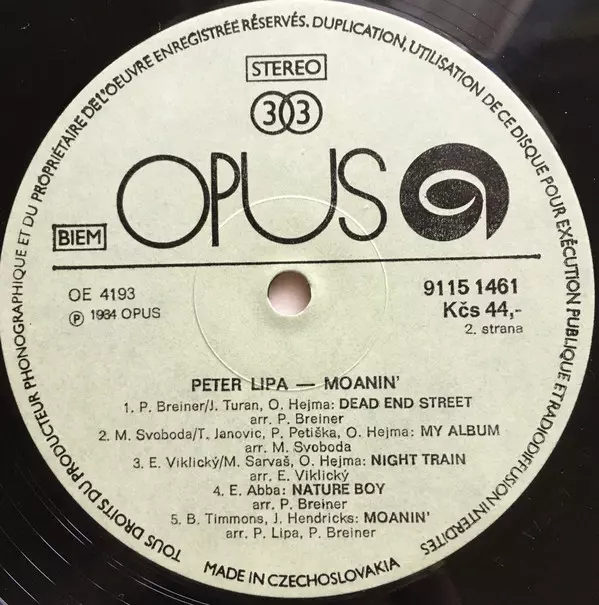 TOUS DROITS DU PRODUCTEUR PHONOGRAPHIQUE ET DU PROPRIÉTAIRE DE L'OEUVRE ENREGISTRÉE RÉSERVÉS. DUPLICATION, UTILISATION DE CE DISQUE POUR EXÉCUTION PUBLIQUE ET RADIODIFFUSION INTERDITES
STEREO
33
OPUS
BIEM
OE 4193
℗ 1984 OPUS
9115 1461
Kčs 44,-
2. strana
PETER LIPA — MOANIN'
1. P. Breiner/J. Turan, O. Hejma: DEAD END STREET
arr. P. Breiner
2. M. Svoboda/T. Janovic, P. Petiška, O. Hejma: MY ALBUM
arr. M. Svoboda
3. E. Viklický/M. Sarvaš, O. Hejma: NIGHT TRAIN
arr. E. Viklický
4. E. Abba: NATURE BOY
arr. P. Breiner
5. B. Timmons, J. Hendricks: MOANIN'
arr. P. Lipa, P. Breiner
MADE IN CZECHOSLOVAKIA